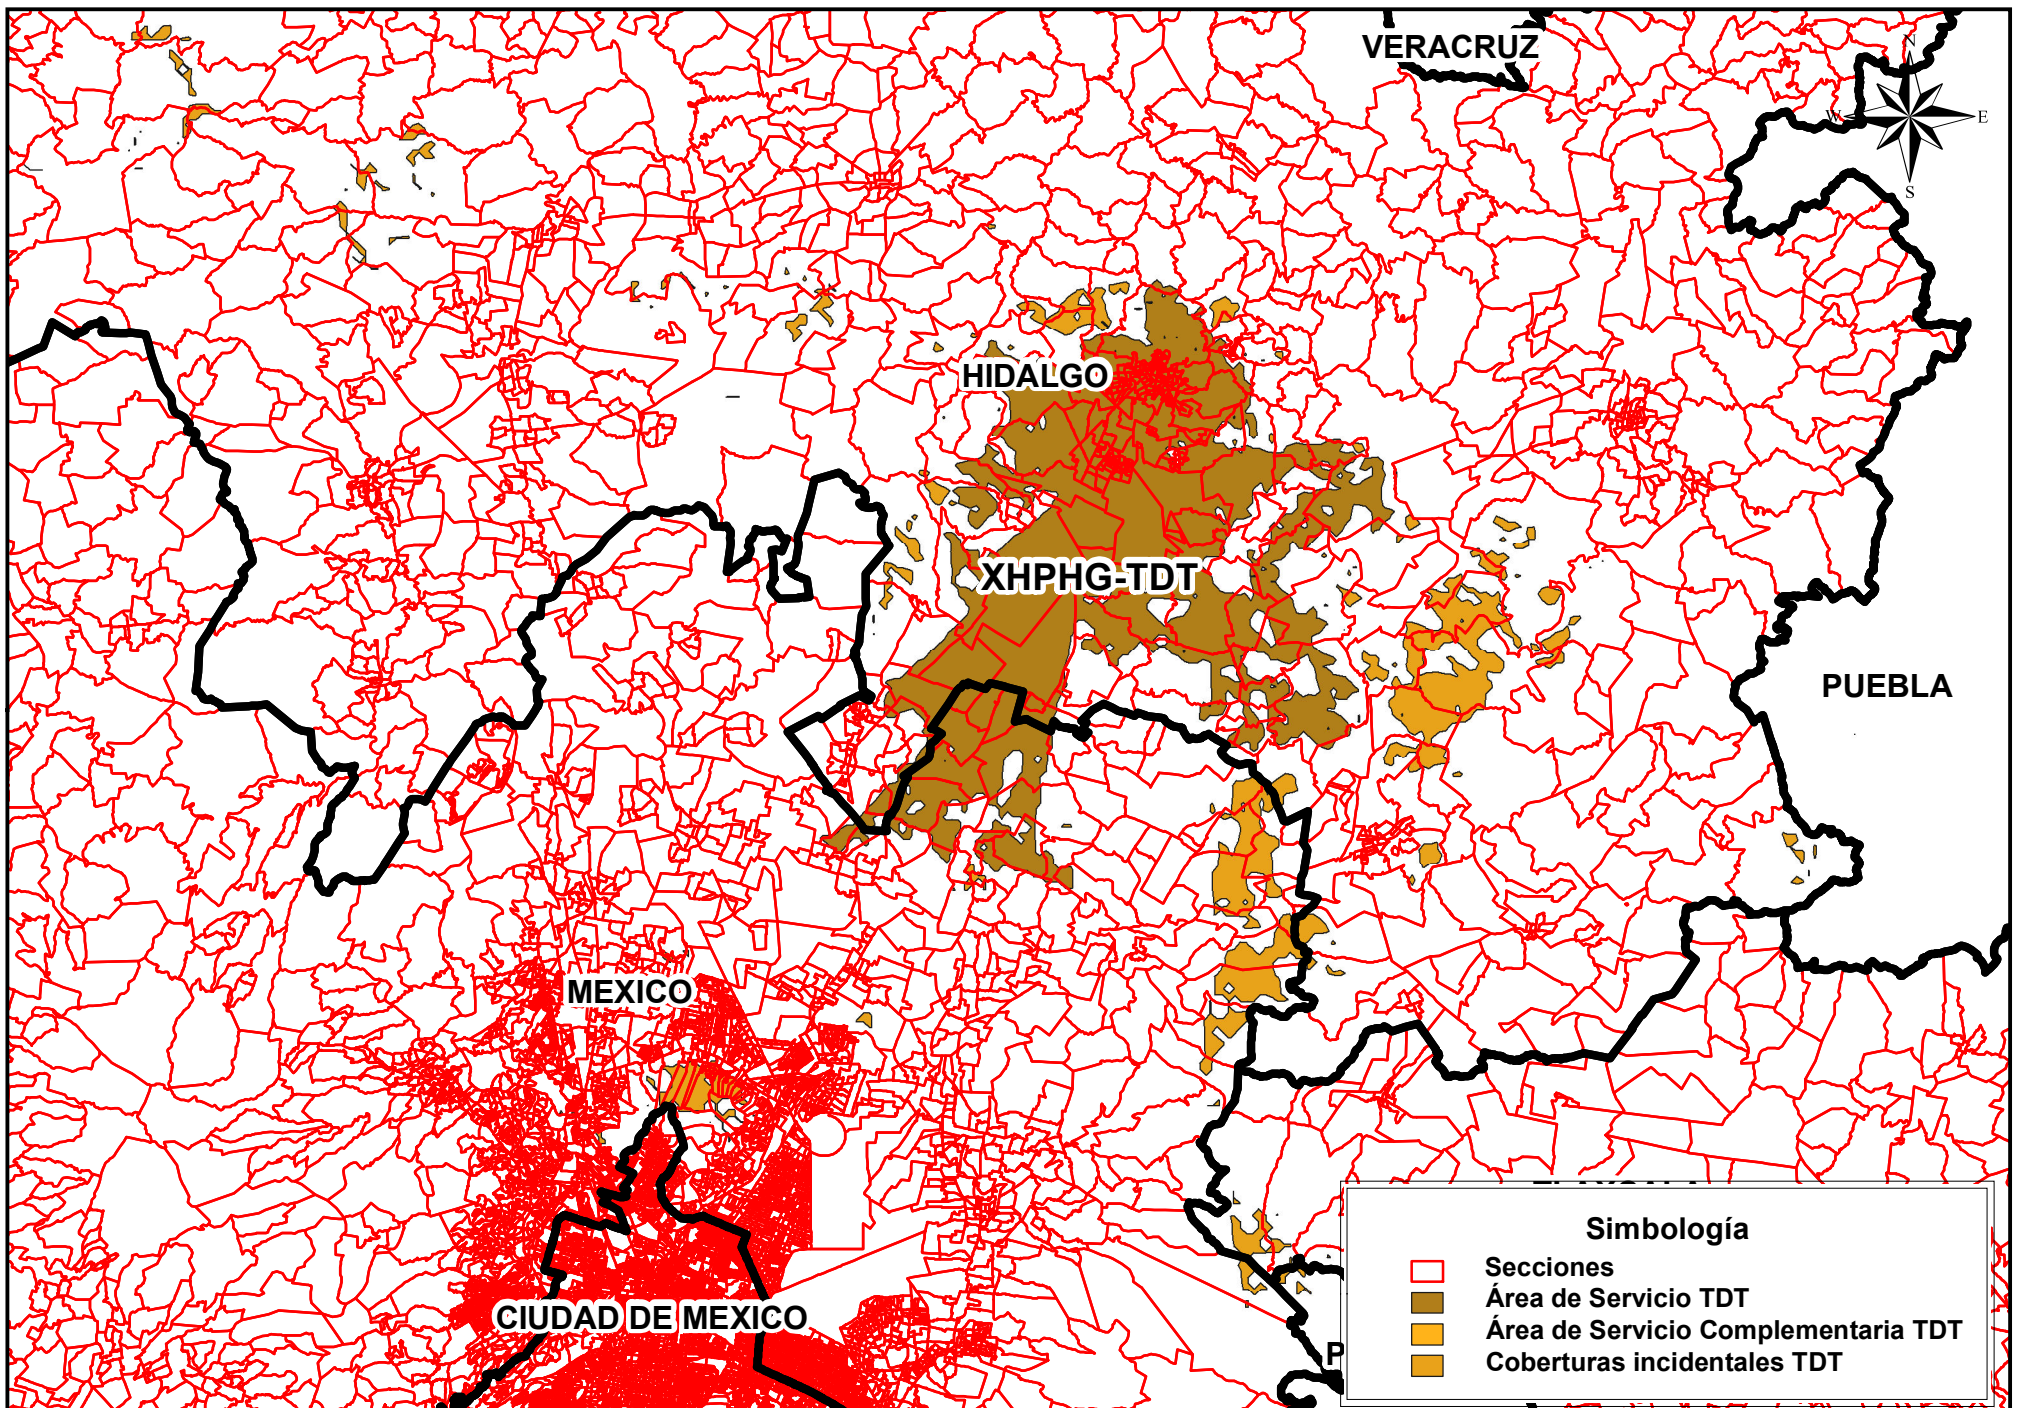 VERACRUZ
N
W
E
S
HIDALGO
XHPHG-TDT
PUEBLA
MEXICO
CIUDAD DE MEXICO
TLAXCALA
P
Simbología
Secciones
Área de Servicio TDT
Área de Servicio Complementaria TDT
Coberturas incidentales TDT